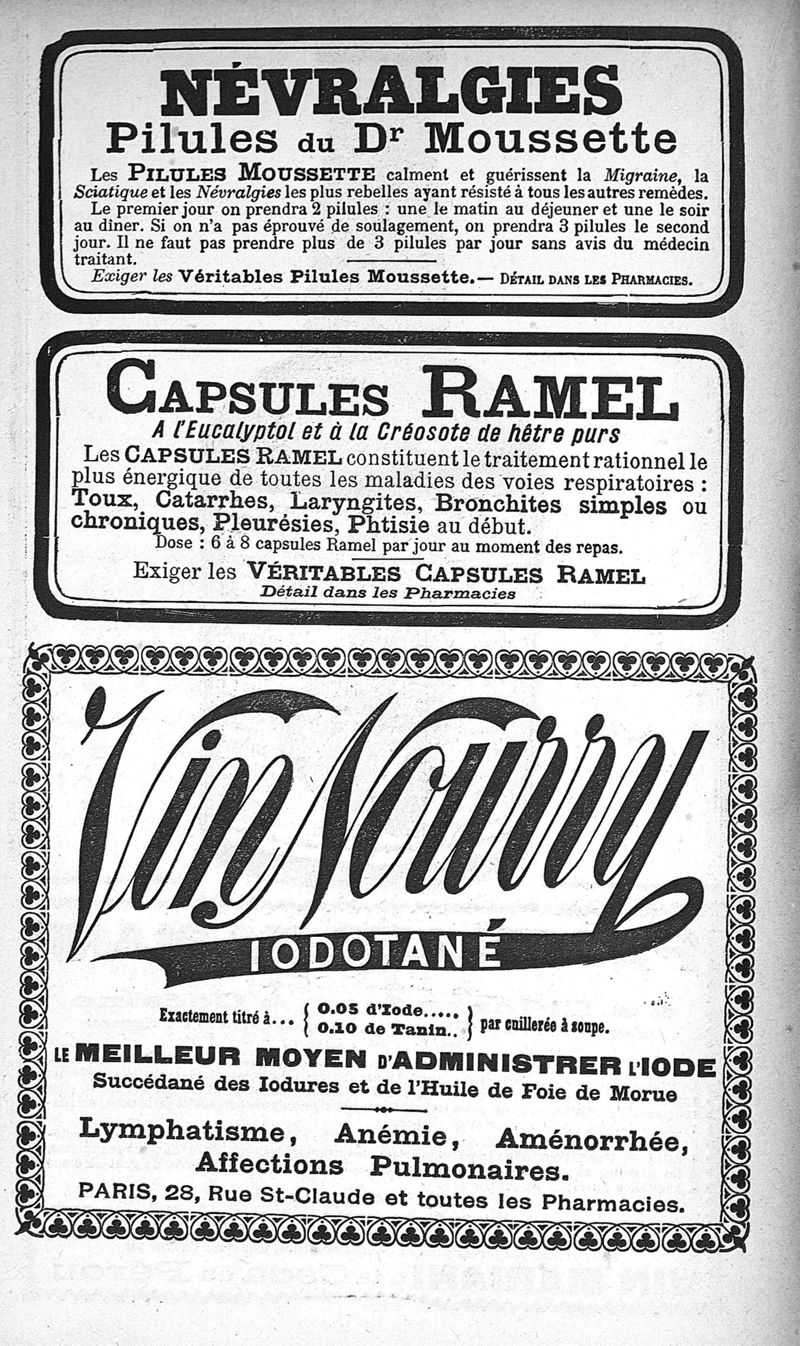 NÉVRALGIES
Pilules du Dr Moussette
Les PILULES MOUSSETTE calment et guérissent la Migraine, la
Sciatique et les Névralgies les plus rebelles ayant résisté à tous les autres remèdes.
Le premier jour on prendra 2 pilules : une le matin au déjeuner et une le soir
au dîner. Si on n'a pas éprouvé de soulagement, on prendra 3 pilules le second
jour. Il ne faut pas prendre plus de 3 pilules par jour sans avis du médecin
traitant.
Exiger les Véritables Pilules Moussette.— DÉTAIL DANS LES PHARMACIES.
CAPSULES RAMEL
A l'Eucalyptol et à la Créosote de hêtre purs
Les CAPSULES RAMEL constituent le traitement rationnel le
plus énergique de toutes les maladies des voies respiratoires :
Toux, Catarrhes, Laryngites, Bronchites simples ou
chroniques, Pleurésies, Phtisie au début.
Dose : 6 à 8 capsules Ramel par jour au moment des repas.
Exiger les VÉRITABLES CAPSULES RAMEL
Détail dans les Pharmacies
Vin Nourry
IODOTANÉ
Exactement titré à... { 0.05 d'Iode..... } par cuillerée à soupe.
0.10 de Tanin..
LE MEILLEUR MOYEN D'ADMINISTRER L'IODE
Succédané des Iodures et de l'Huile de Foie de Morue
Lymphatisme, Anémie, Aménorrhée,
Affections Pulmonaires.
PARIS, 28, Rue St-Claude et toutes les Pharmacies.